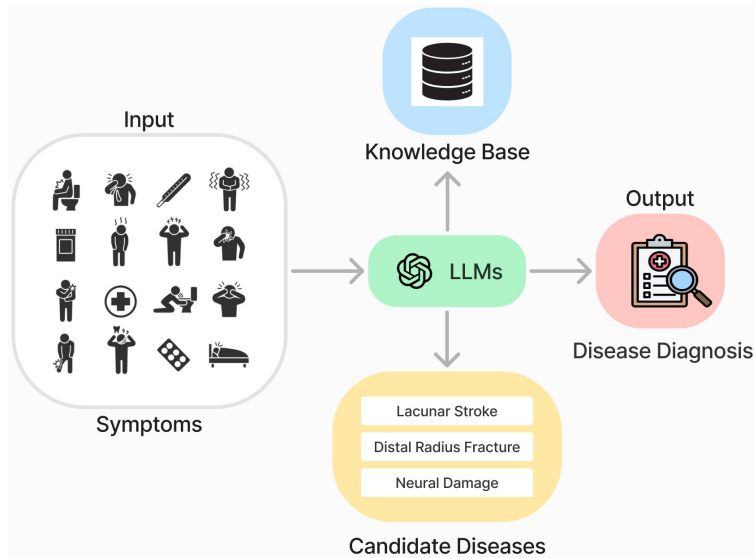 Input
Symptoms
Knowledge Base
LLMs
Output
Disease Diagnosis
Lacunar Stroke
Distal Radius Fracture
Neural Damage
Candidate Diseases